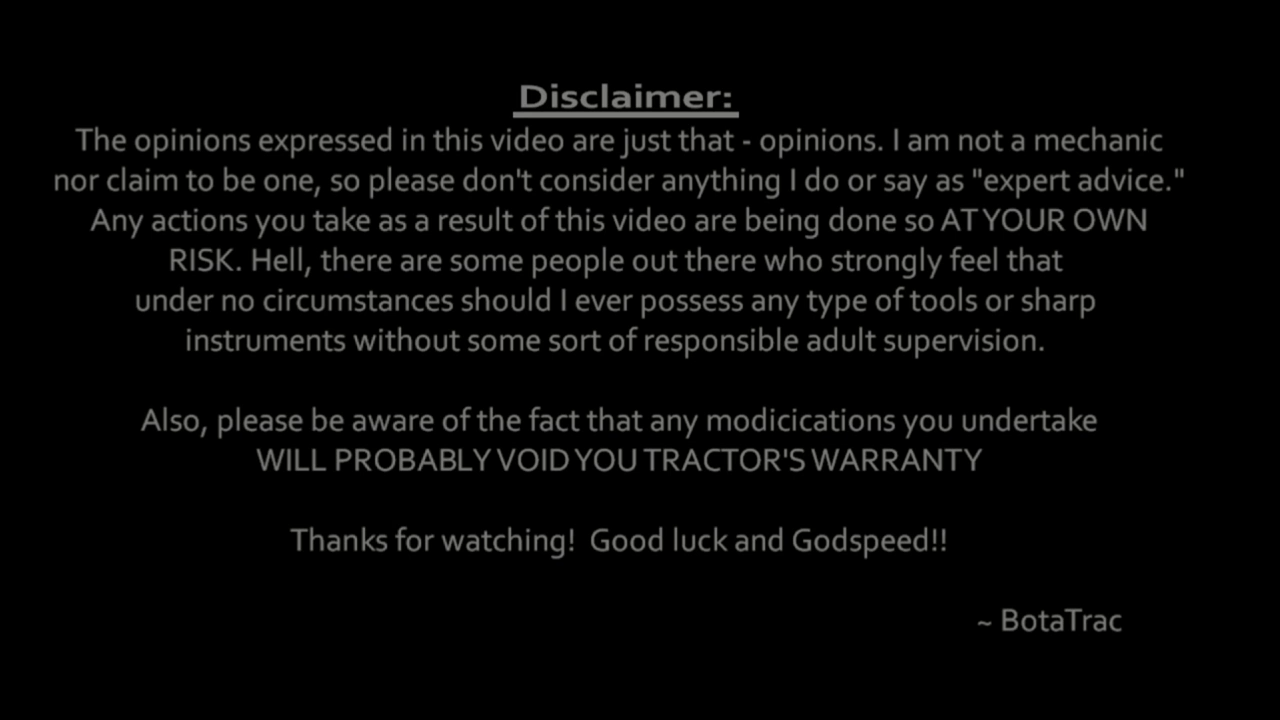 Disclaimer:
The opinions expressed in this video are just that - opinions. I am not a mechanic
nor claim to be one, so please don't consider anything I do or say as "expert advice."
Any actions you take as a result of this video are being done so AT YOUR OWN
RISK. Hell, there are some people out there who strongly feel that
under no circumstances should I ever possess any type of tools or sharp
instruments without some sort of responsible adult supervision.
Also, please be aware of the fact that any modicications you undertake
WILL PROBABLY VOID YOU TRACTOR'S WARRANTY
Thanks for watching! Good luck and Godspeed!!
~ BotaTrac